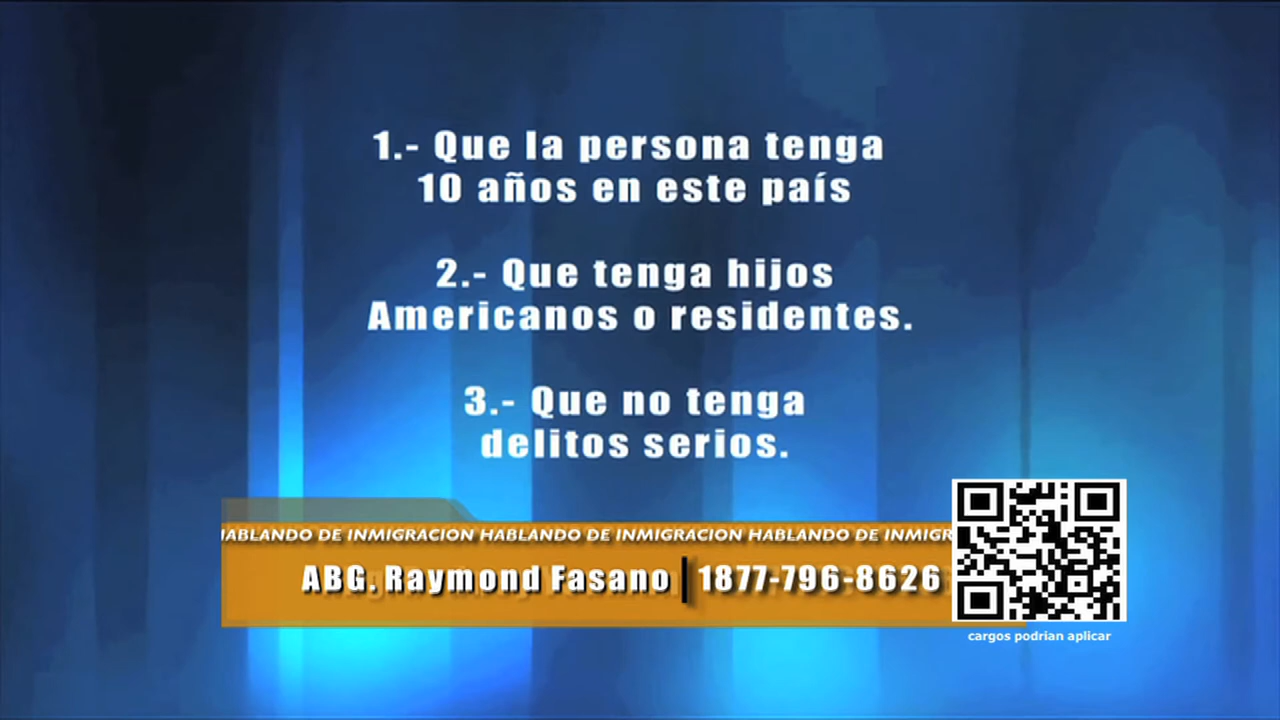 1.- Que la persona tenga
10 años en este país
2.- Que tenga hijos
Americanos o residentes.
3.- Que no tenga
delitos serios.
HABLANDO DE INMIGRACION HABLANDO DE INMIGRACION HABLANDO DE INMIGR
ABG. Raymond Fasano | 1877-796-8626
cargos podrian aplicar